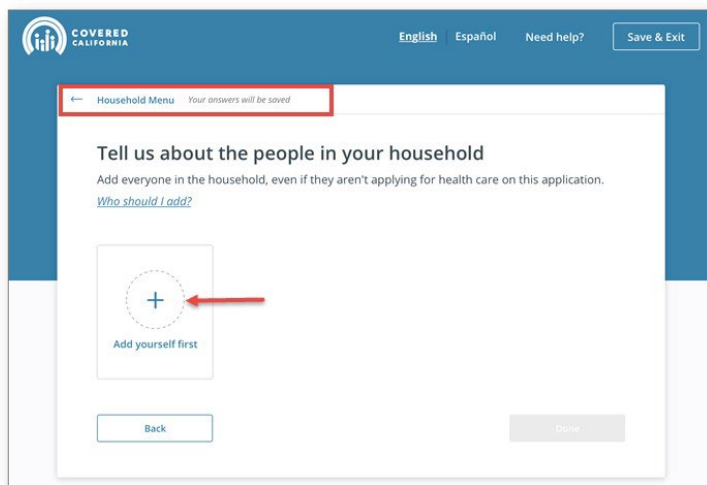 COVERED
CALIFORNIA
English Español Need help? Save & Exit
← Household Menu Your answers will be saved
Tell us about the people in your household
Add everyone in the household, even if they aren't applying for health care on this application.
Who should I add?
+
Add yourself first
Back Done